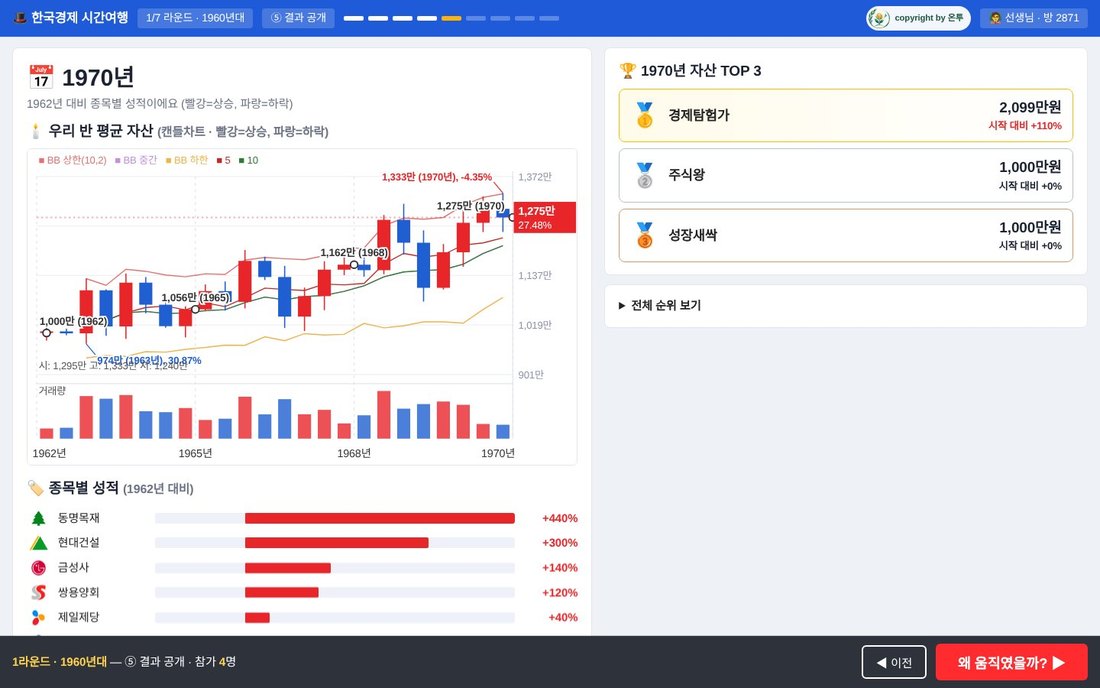 한국경제 시간여행
1/7 라운드 · 1960년대
⑤ 결과 공개
copyright by 온투
선생님 · 방 2871
July 17
1970년
1962년 대비 종목별 성적이에요 (빨강=상승, 파랑=하락)
우리 반 평균 자산 (캔들차트 · 빨강=상승, 파랑=하락)
BB 상한(10,2) BB 중간 BB 하한 5 10
1,333만 (1970년), -4.35%
1,372만
1,275만 (1970)
1,275만
27.48%
1,162만 (1968)
1,137만
1,056만 (1965)
1,000만 (1962)
1,019만
974만 (1963년), 30.87%
시: 1,295만 고: 1,333만 저: 1,240만
901만
거래량
1962년 1965년 1968년 1970년
종목별 성적 (1962년 대비)
동명목재 +440%
현대건설 +300%
금성사 +140%
쌍용양회 +120%
제일제당 +40%
1970년 자산 TOP 3
1 경제탐험가 2,099만원
시작 대비 +110%
2 주식왕 1,000만원
시작 대비 +0%
3 성장새싹 1,000만원
시작 대비 +0%
▶ 전체 순위 보기
1라운드 · 1960년대 — ⑤ 결과 공개 · 참가 4명
◀ 이전
왜 움직였을까? ▶